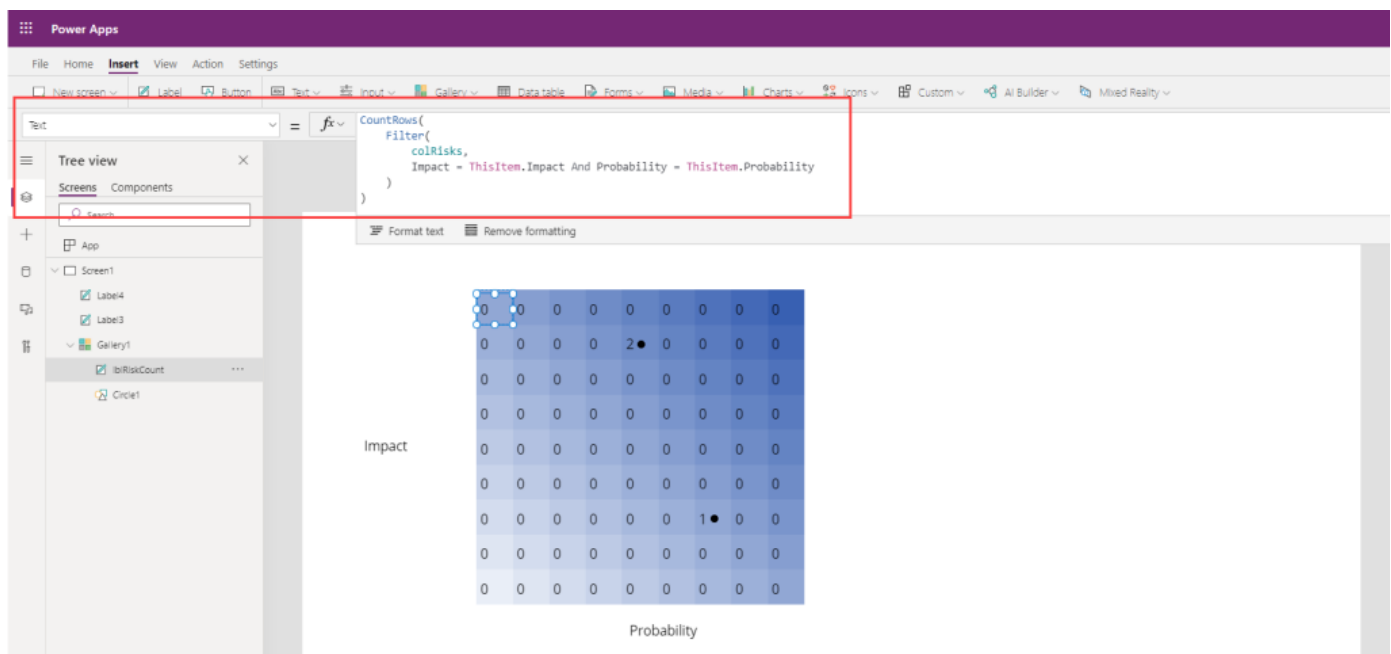 Power Apps
File Home Insert View Action Settings
New screen Label Button Text Input Gallery Data table Forms Media Charts Icons Custom AI Builder Mixed Reality
Text = fx CountRows(
Filter(
colRisks,
Impact = ThisItem.Impact And Probability = ThisItem.Probability
)
)
Tree view
Screens Components
Search
App
Screen1
Label4
Label3
Gallery1
lblRiskCount ...
Circle1
Format text Remove formatting
0 0 0 0 0 0 0 0 0
0 0 0 0 2 0 0 0 0
0 0 0 0 0 0 0 0 0
0 0 0 0 0 0 0 0 0
Impact
0 0 0 0 0 0 0 0 0
0 0 0 0 0 0 0 0 0
0 0 0 0 0 0 1 0 0
0 0 0 0 0 0 0 0 0
0 0 0 0 0 0 0 0 0
Probability